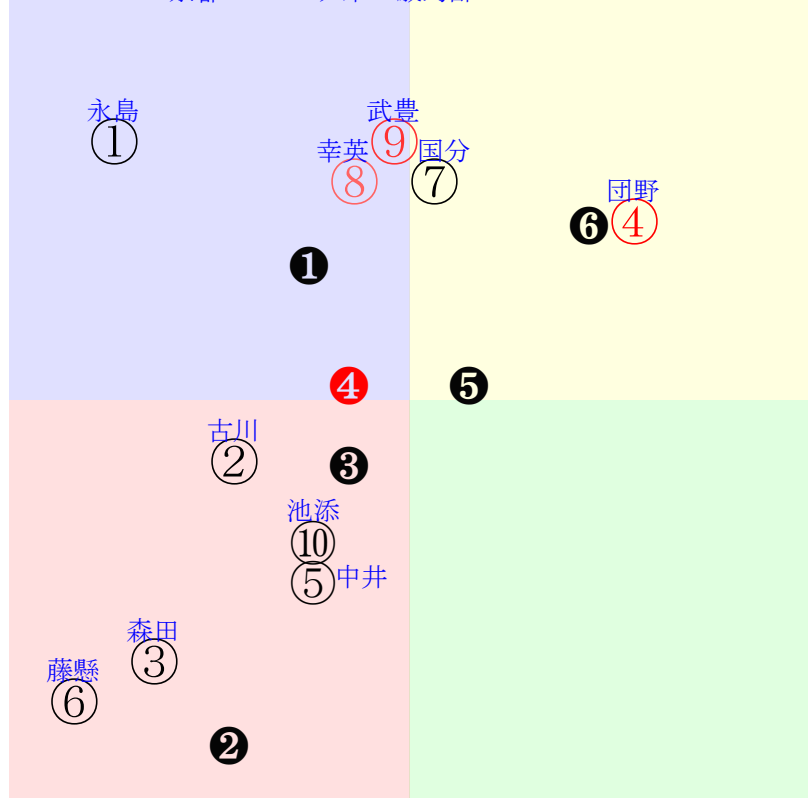 永島
①
武豊
⑨
幸英
⑧
国分
⑦
団野
④
❻
❶
❹
❺
古川
②
❸
池添
⑩
⑤ 中井
森田
③
藤懸
⑥
❷